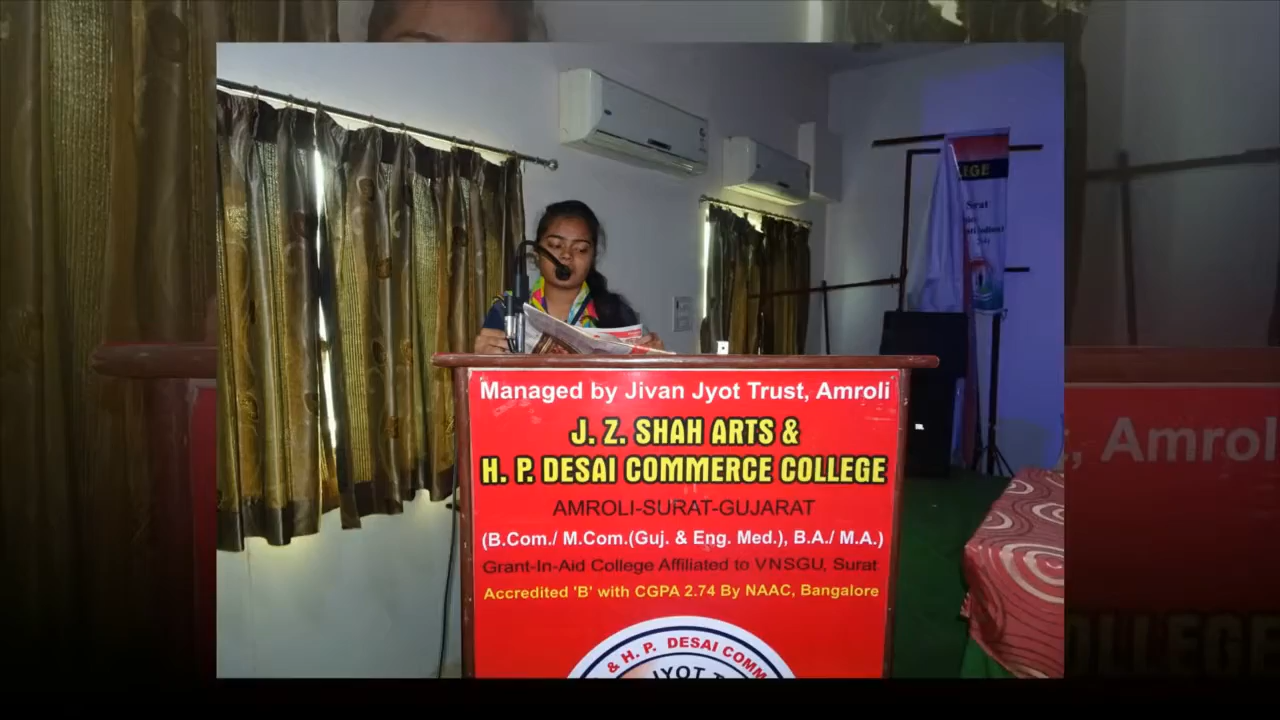 Managed by Jivan Jyot Trust, Amroli
J. Z. SHAH ARTS &
H. P. DESAI COMMERCE COLLEGE
AMROLI-SURAT-GUJARAT
(B.Com./ M.Com.(Guj. & Eng. Med.), B.A./ M.A.)
Grant-In-Aid College Affiliated to VNSGU, Surat
Accredited 'B' with CGPA 2.74 By NAAC, Bangalore
& H. P. DESAI COMM
JYOT T
EGE
Surat